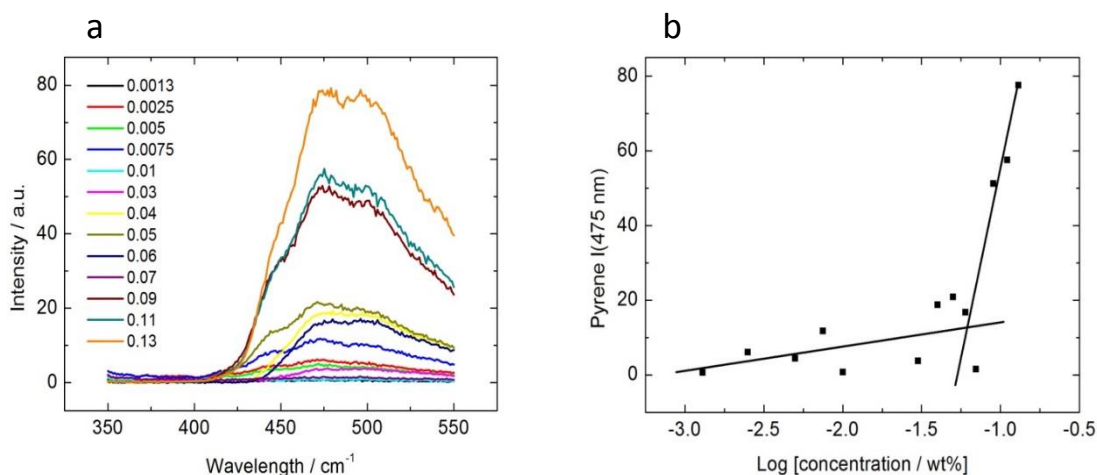 a
b
80
60
40
20
0
Intensity / a.u.
0.0013
0.0025
0.005
0.0075
0.01
0.03
0.04
0.05
0.06
0.07
0.09
0.11
0.13
350 400 450 500 550
Wavelength / cm⁻¹
80
60
40
20
0
Pyrene I(475 nm)
-3.0 -2.5 -2.0 -1.5 -1.0 -0.5
Log [concentration / wt%]